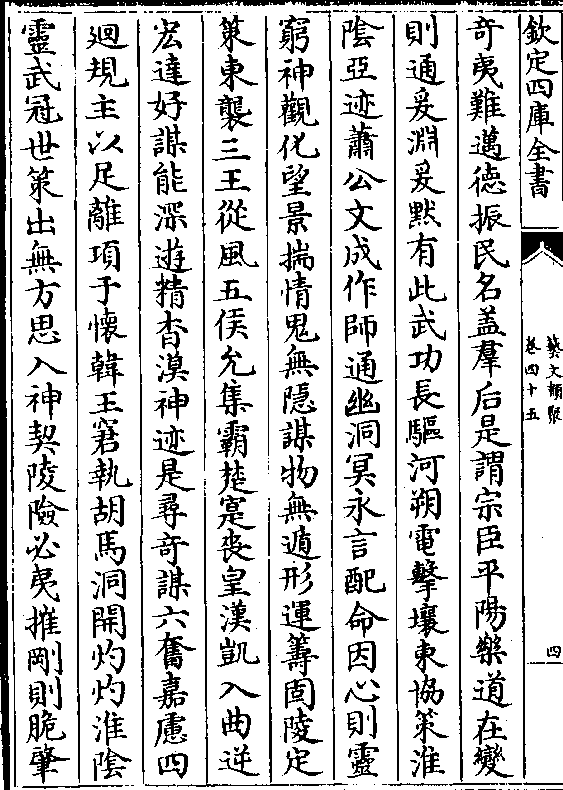 欽定四庫全書
藝文類聚
卷四十五
四
奇夷難邁德振民名盖羣后是謂宗臣平陽樂道在變
則通爰淵爰默有此武功長驅河朔電擊壤東協策淮
陰亞迹蕭公文成作師通幽洞冥永言配命因心則靈
窮神觀化望景揣情鬼無隱謀物無遁形運籌固陵定
策東襲三王從風五侯允集霸楚寔喪皇漢凱入曲逆
宏達好謀能深遊精杳漠神迹是尋奇謀六奮嘉慮四
廻規主以足離項于懷韓王窘執胡馬洞開灼灼淮陰
靈武冠世策出無方思入神契陵險必夷摧剛則脆肇